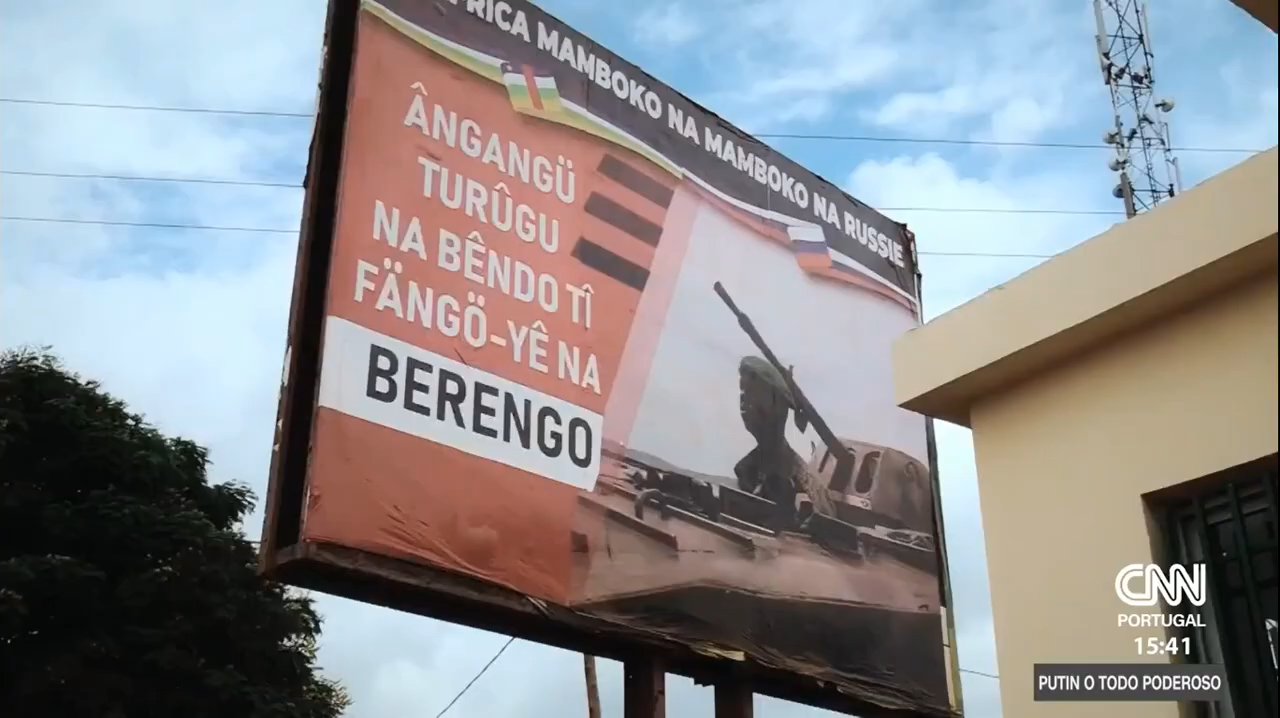 MAMBOKO NA MAMBOKO NA RUSSIE
ÂNGANGÜ
TURÛGU
NA BÊNDO TÎ
FÄNGÖ-YÊ NA
BERENGO
CNN
PORTUGAL
15:41
PUTIN O TODO PODEROSO